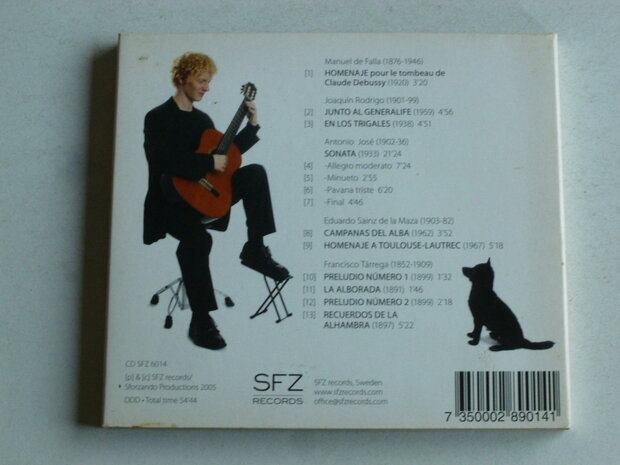 Manuel de Falla (1876-1946)
[1] HOMENAJE pour le tombeau de
Claude Debussy (1920) 3'20
Joaquín Rodrigo (1901-99)
[2] JUNTO AL GENERALIFE (1959) 4'56
[3] EN LOS TRIGALES (1938) 4'51
Antonio José (1902-36)
SONATA (1933) 21'24
[4] -Allegro moderato 7'24
[5] -Minueto 2'55
[6] -Pavana triste 6'20
[7] -Final 4'46
Eduardo Sainz de la Maza (1903-82)
[8] CAMPANAS DEL ALBA (1962) 3'52
[9] HOMENAJE A TOULOUSE-LAUTREC (1967) 5'18
Francisco Tárrega (1852-1909)
[10] PRELUDIO NÚMERO 1 (1899) 1'32
[11] LA ALBORADA (1891) 1'46
[12] PRELUDIO NÚMERO 2 (1899) 2'18
[13] RECUERDOS DE LA
ALHAMBRA (1897) 5'22
CD SFZ 6014
[p] & [c] SFZ records/
Sforzando Productions 2005
DDD • Total time 54'44
SFZ
RECORDS
SFZ records, Sweden
www.sfzrecords.com
office@sfzrecords.com
7 350002 890141